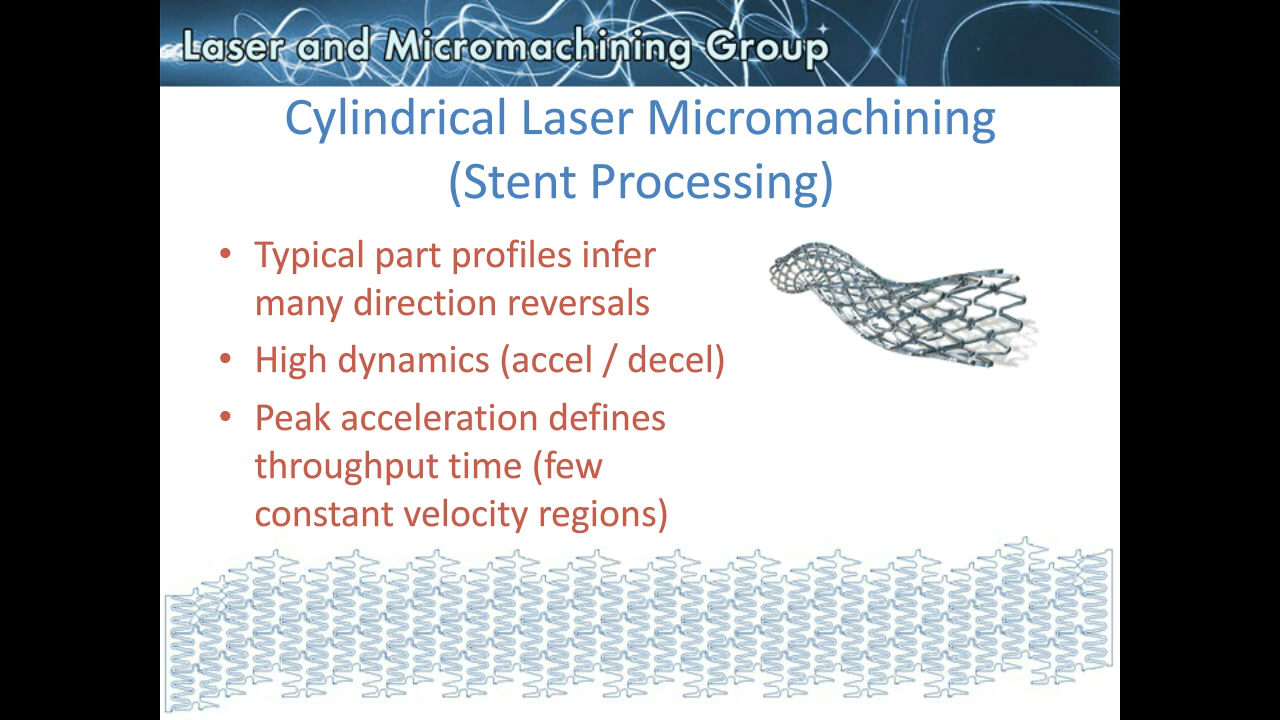 Laser and Micromachining Group
Cylindrical Laser Micromachining
(Stent Processing)
• Typical part profiles infer
many direction reversals
• High dynamics (accel / decel)
• Peak acceleration defines
throughput time (few
constant velocity regions)